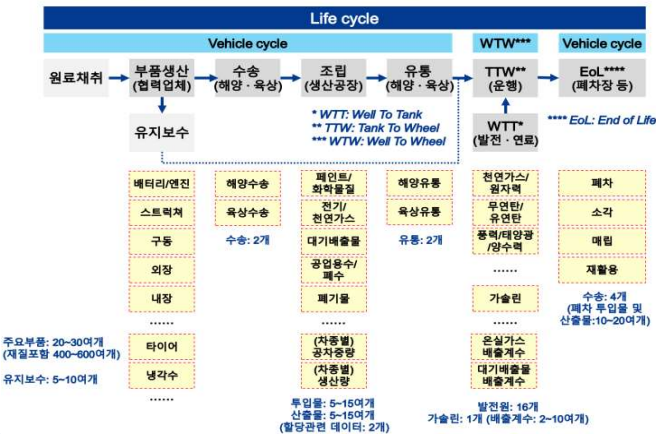 Life cycle
Vehicle cycle
WTW***
Vehicle cycle
원료채취
부품생산
(협력업체)
수송
(해양 · 육상)
조립
(생산공장)
유통
(해양 · 육상)
TTW**
(운행)
EoL****
(폐차장 등)
유지보수
* WTT: Well To Tank
** TTW: Tank To Wheel
*** WTW: Well To Wheel
WTT*
(발전 · 연료)
**** EoL: End of Life
배터리/엔진
스트럭쳐
구동
외장
내장
......
타이어
냉각수
......
주요부품: 20~30여개
(재질포함 400~600여개)
유지보수: 5~10여개
해양수송
육상수송
수송: 2개
페인트/
화학물질
전기/
천연가스
대기배출물
공업용수/
폐수
폐기물
......
(차종별)
공차중량
(차종별)
생산량
투입물: 5~15여개
산출물: 5~15여개
(할당관련 데이터: 2개)
해양유통
육상유통
유통: 2개
천연가스/
원자력
무연탄/
유연탄
풍력/태양광
/양수력
......
가솔린
온실가스
배출계수
대기배출물
배출계수
발전원: 16개
가솔린: 1개 (배출계수: 2~10여개)
폐차
소각
매립
재활용
수송: 4개
(폐차 투입물 및
산출물:10~20여개)